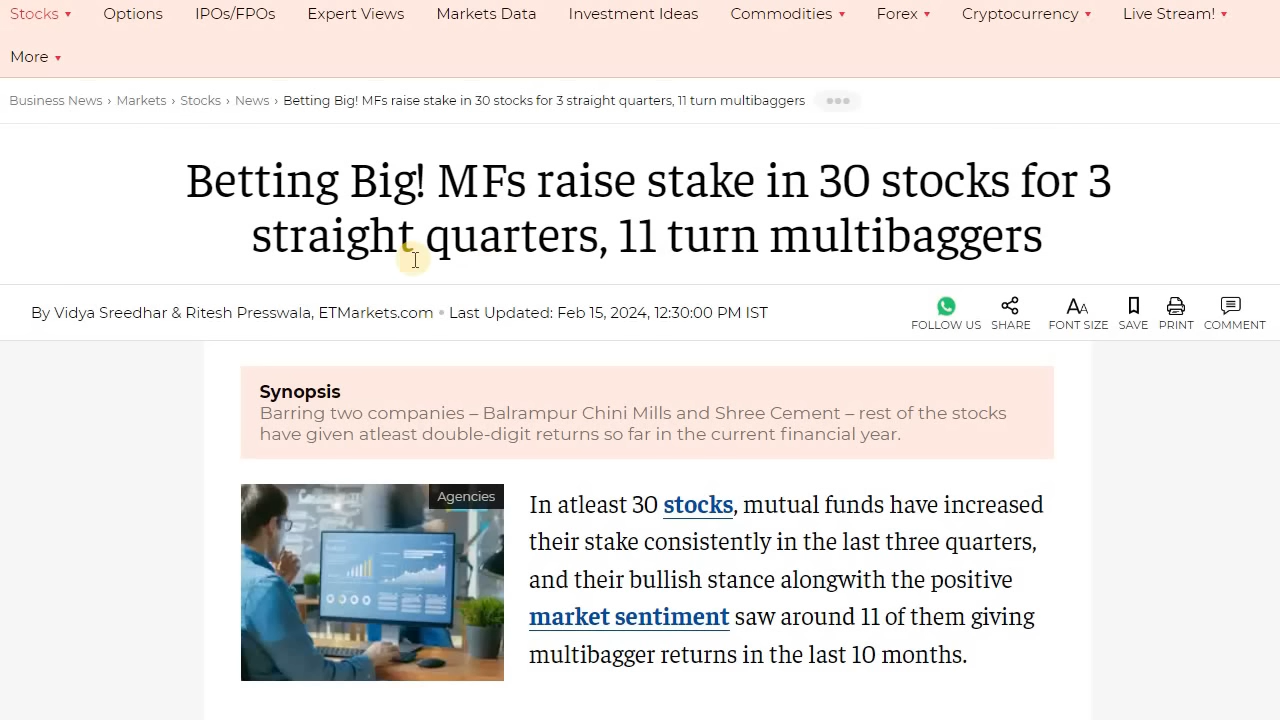 Stocks Options IPOs/FPOs Expert Views Markets Data Investment Ideas Commodities Forex Cryptocurrency Live Stream!
More
Business News › Markets › Stocks › News › Betting Big! MFs raise stake in 30 stocks for 3 straight quarters, 11 turn multibaggers
Betting Big! MFs raise stake in 30 stocks for 3
straight quarters, 11 turn multibaggers
By Vidya Sreedhar & Ritesh Presswala, ETMarkets.com • Last Updated: Feb 15, 2024, 12:30:00 PM IST
FOLLOW US SHARE FONT SIZE SAVE PRINT COMMENT
Synopsis
Barring two companies – Balrampur Chini Mills and Shree Cement – rest of the stocks
have given atleast double-digit returns so far in the current financial year.
Agencies
In atleast 30 stocks, mutual funds have increased
their stake consistently in the last three quarters,
and their bullish stance alongwith the positive
market sentiment saw around 11 of them giving
multibagger returns in the last 10 months.